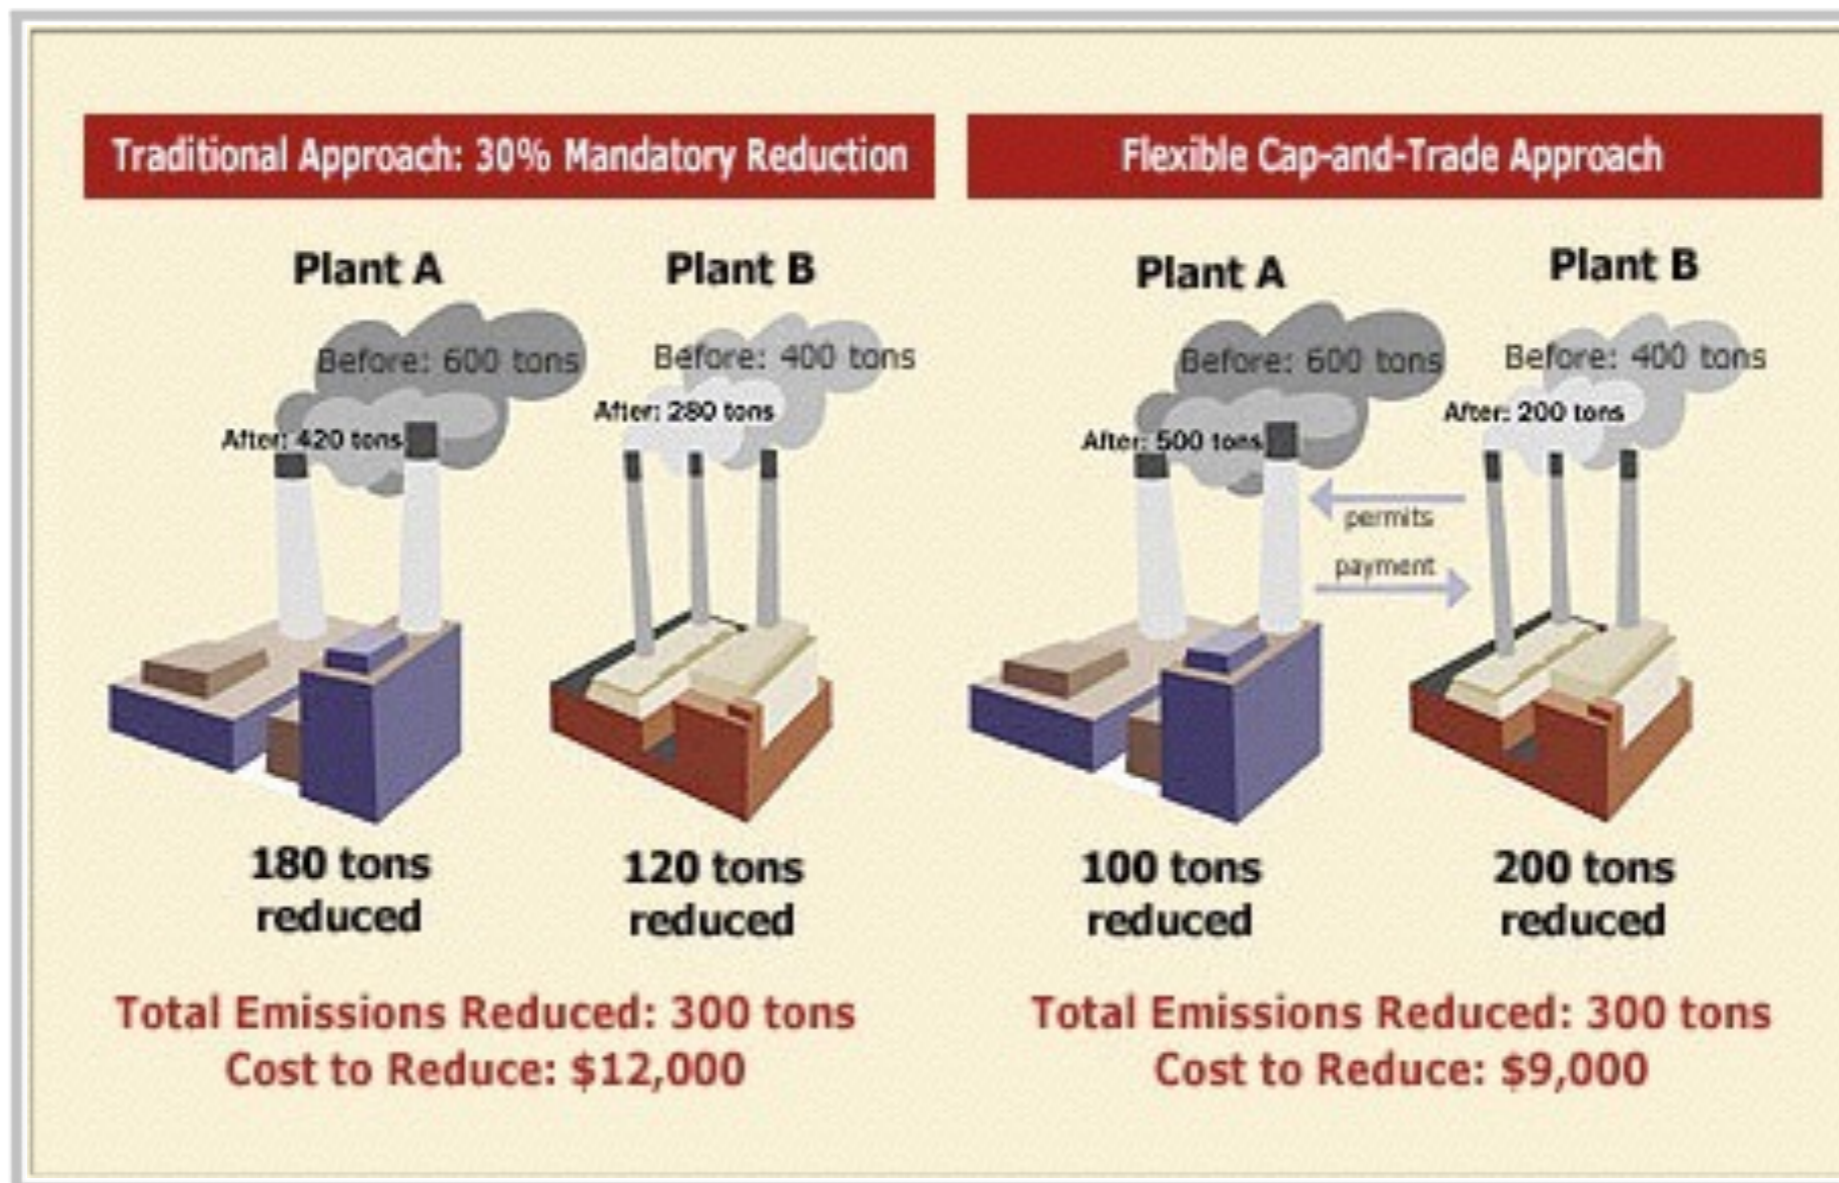 Traditional Approach: 30% Mandatory Reduction
Plant A
Plant B
Before: 600 tons
Before: 400 tons
After: 420 tons
After: 280 tons
180 tons
reduced
120 tons
reduced
Total Emissions Reduced: 300 tons
Cost to Reduce: $12,000
Flexible Cap-and-Trade Approach
Plant A
Plant B
Before: 600 tons
Before: 400 tons
After: 500 tons
After: 200 tons
permits
payment
100 tons
reduced
200 tons
reduced
Total Emissions Reduced: 300 tons
Cost to Reduce: $9,000